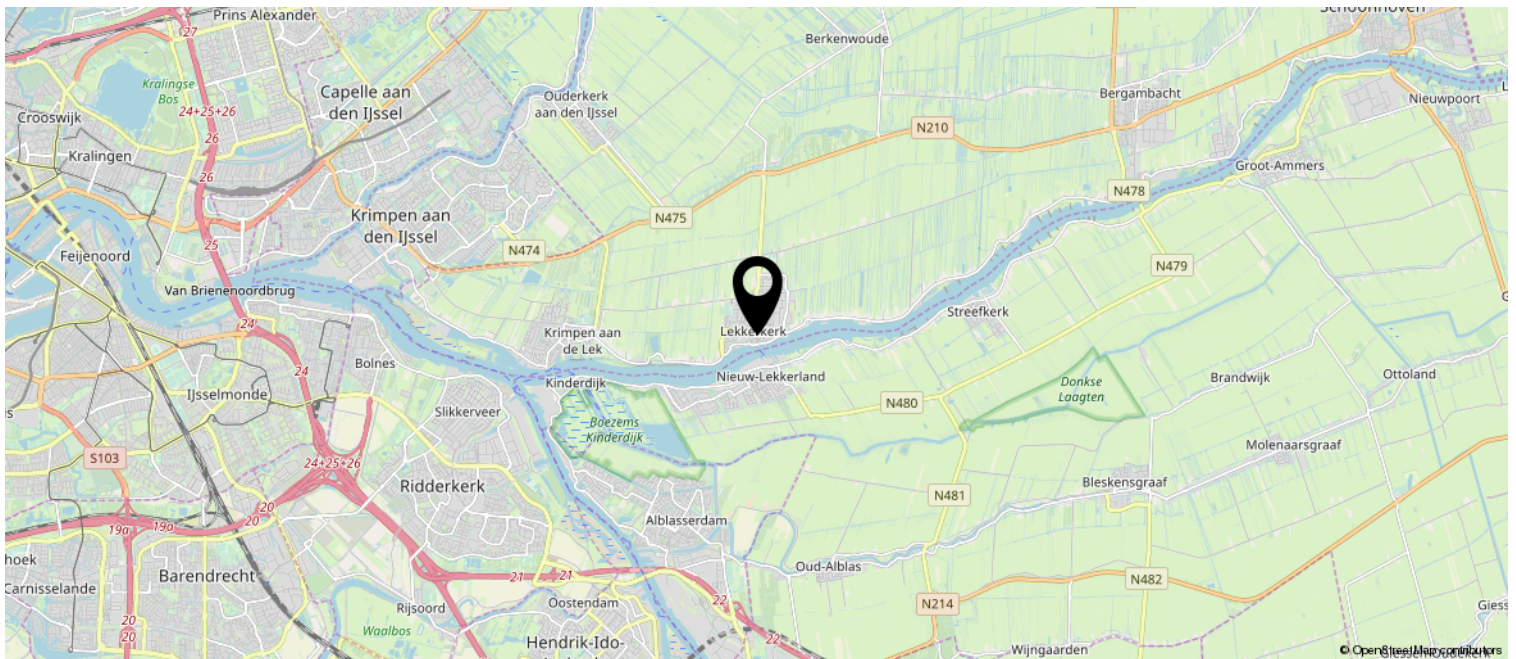 Prins Alexander
Schoonhoven
27
Berkenwoude
Kralingse
Bos
Capelle aan
den IJssel
Ouderkerk
aan den IJssel
Bergambacht
Nieuwpoort
L
24+25+26
Crooswijk
26
N210
Kralingen
Groot-Ammers
26
N478
Krimpen aan
den IJssel
N475
25
N474
Feijenoord
N479
Van Brienenoordbrug
G
24
Krimpen aan
de Lek
Lekkerkerk
Streefkerk
Bolnes
24
Kinderdijk
Nieuw-Lekkerland
Donkse
Laagten
Brandwijk
Ottoland
IJsselmonde
N480
Slikkerveer
s
Boezems
Kinderdijk
Molenaarsgraaf
S103
24+25+26
Ridderkerk
Bleskensgraaf
N481
20
20
19a
19a
Alblasserdam
hoek
Oud-Alblas
Barendrecht
21
21
N482
Carnisselande
22
N214
Oostendam
Rijsoord
Giess
20
20
Waalbos
22
Hendrik-Ido-
Wijngaarden
© OpenStreetMap contributors